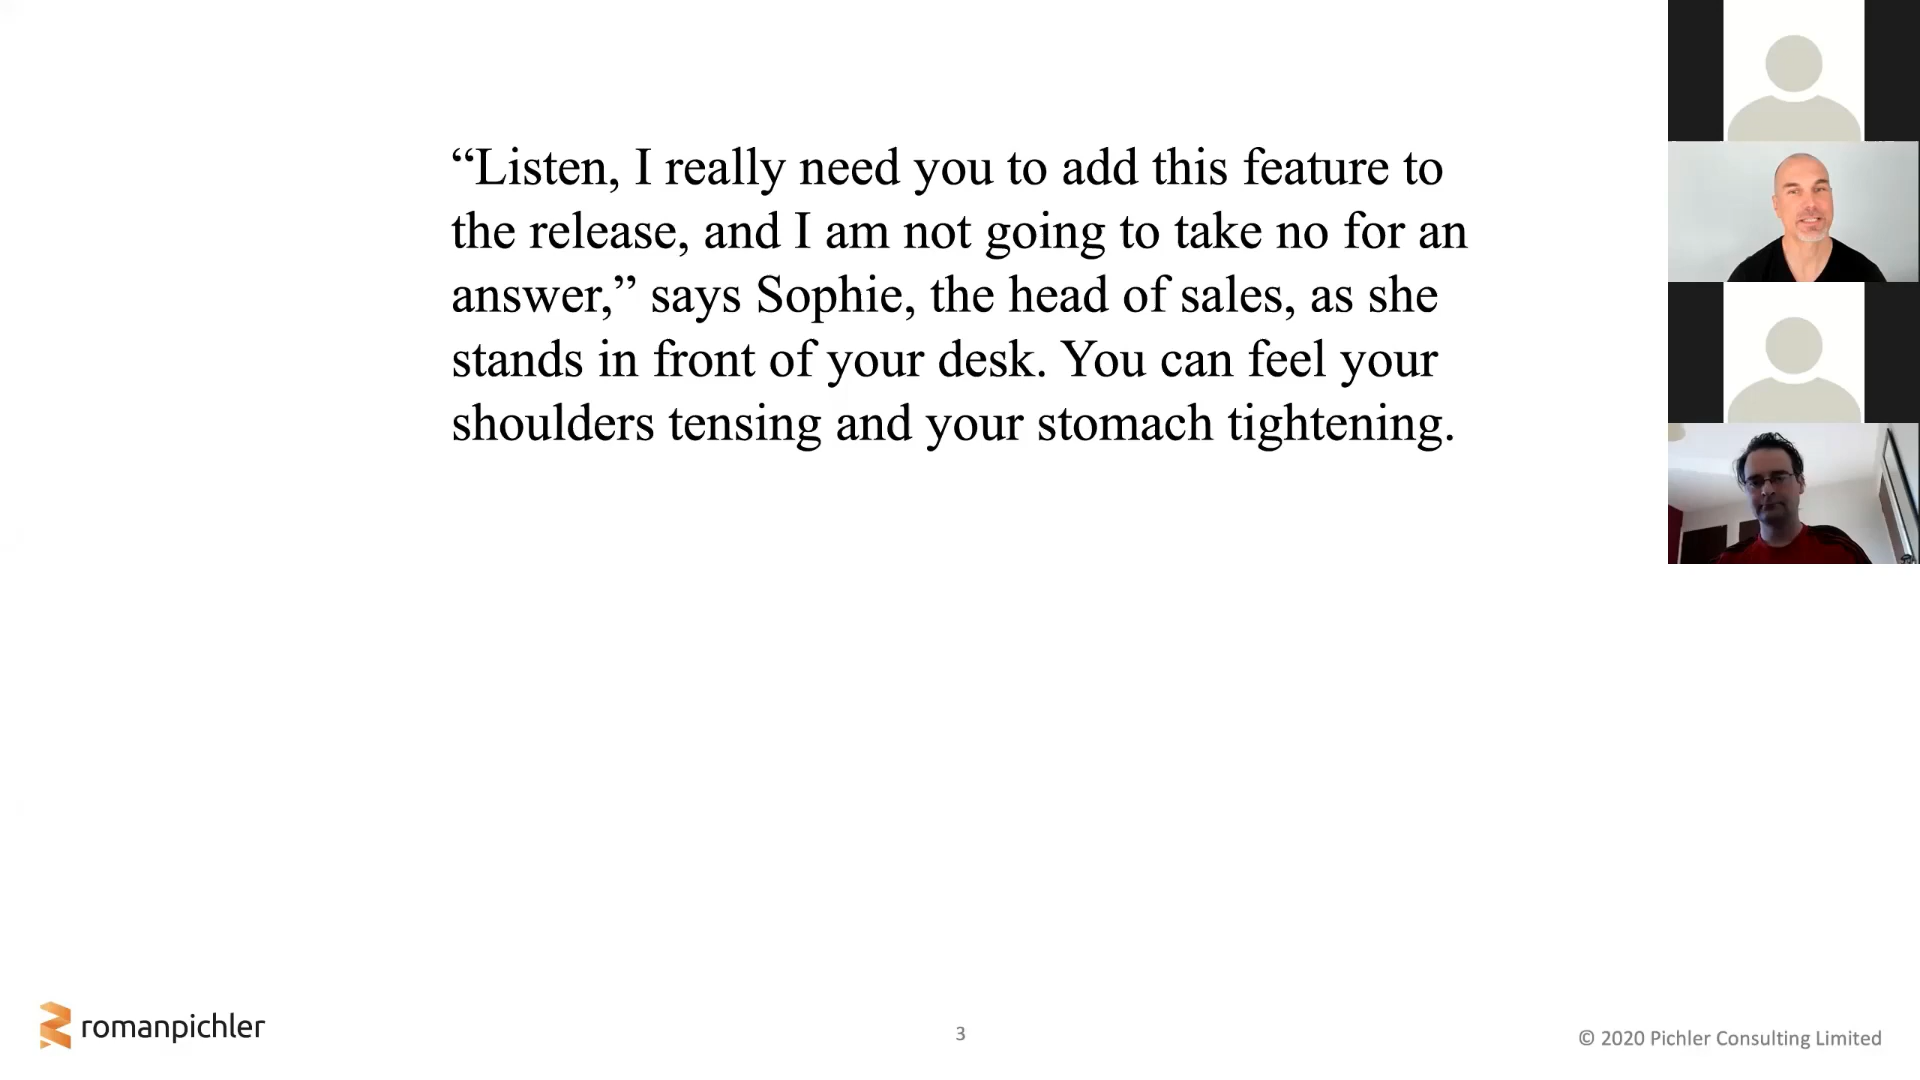 “Listen, I really need you to add this feature to
the release, and I am not going to take no for an
answer,” says Sophie, the head of sales, as she
stands in front of your desk. You can feel your
shoulders tensing and your stomach tightening.
romanpichler
3
© 2020 Pichler Consulting Limited